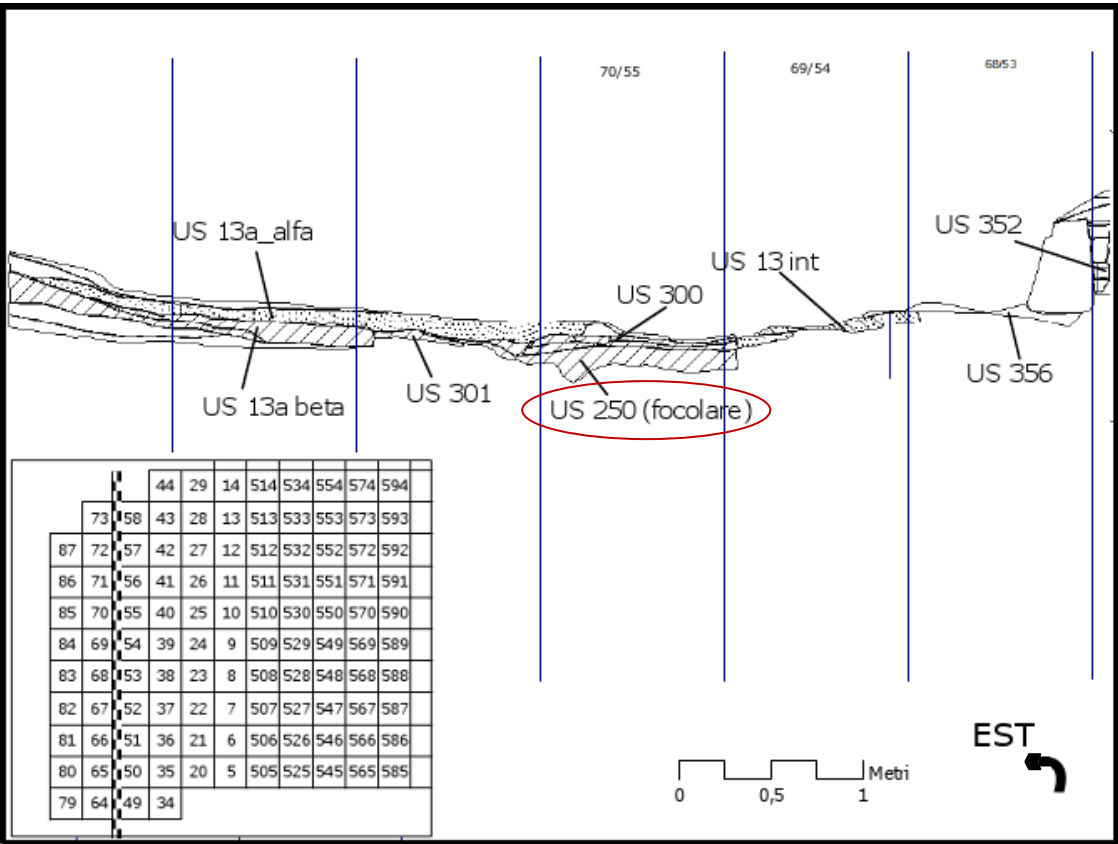 70/55
69/54
68/53
US 13a_alfa
US 352
US 13 int
US 300
US 356
US 301
US 13a beta
US 250 (focolare)
44 29 14 514 534 554 574 594
73 58 43 28 13 513 533 553 573 593
87 72 57 42 27 12 512 532 552 572 592
86 71 56 41 26 11 511 531 551 571 591
85 70 55 40 25 10 510 530 550 570 590
84 69 54 39 24 9 509 529 549 569 589
83 68 53 38 23 8 508 528 548 568 588
82 67 52 37 22 7 507 527 547 567 587
81 66 51 36 21 6 506 526 546 566 586
80 65 50 35 20 5 505 525 545 565 585
79 64 49 34
EST
Metri
0 0,5 1